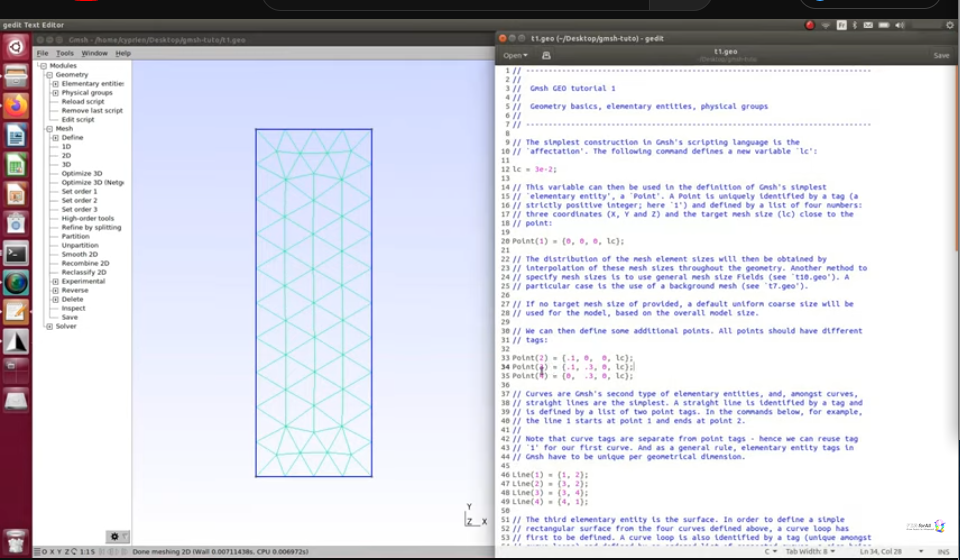 gedit Text Editor
Gmsh - /home/cyprien/Desktop/gmsh-tuto/t1.geo
File Tools Window Help
Modules
Geometry
Elementary entities
Physical groups
Reload script
Remove last script
Edit script
Mesh
Define
1D
2D
3D
Optimize 3D
Optimize 3D (Netg
Set order 1
Set order 2
Set order 3
High-order tools
Refine by splitting
Partition
Unpartition
Smooth 2D
Recombine 2D
Reclassify 2D
Experimental
Reverse
Delete
Inspect
Save
Solver
Y
Z X
O X Y Z 1:15 Done meshing 2D (Wall 0.00711438s, CPU 0.006972s)
Fr
t1.geo (~/Desktop/gmsh-tuto) - gedit
Open t1.geo Save
~/Desktop/gmsh-tuto
1 // -----------------------------------------------------------------------------
2 //
3 // Gmsh GEO tutorial 1
4 //
5 // Geometry basics, elementary entities, physical groups
6 //
7 // -----------------------------------------------------------------------------
8
9 // The simplest construction in Gmsh's scripting language is the
10 // `affectation'. The following command defines a new variable `lc':
11
12 lc = 3e-2;
13
14 // This variable can then be used in the definition of Gmsh's simplest
15 // `elementary entity', a `Point'. A Point is uniquely identified by a tag (a
16 // strictly positive integer; here `1') and defined by a list of four numbers:
17 // three coordinates (X, Y and Z) and the target mesh size (lc) close to the
18 // point:
19
20 Point(1) = {0, 0, 0, lc};
21
22 // The distribution of the mesh element sizes will then be obtained by
23 // interpolation of these mesh sizes throughout the geometry. Another method to
24 // specify mesh sizes is to use general mesh size Fields (see `t10.geo'). A
25 // particular case is the use of a background mesh (see `t7.geo').
26 //
27 // If no target mesh size of provided, a default uniform coarse size will be
28 // used for the model, based on the overall model size.
29 //
30 // We can then define some additional points. All points should have different
31 // tags:
32
33 Point(2) = {.1, 0, 0, lc};
34 Point( ) = {.1, .3, 0, lc};
35 Point(4) = {0, .3, 0, lc};
36
37 // Curves are Gmsh's second type of elementary entities, and, amongst curves,
38 // straight lines are the simplest. A straight line is identified by a tag and
39 // is defined by a list of two point tags. In the commands below, for example,
40 // the line 1 starts at point 1 and ends at point 2.
41 //
42 // Note that curve tags are separate from point tags - hence we can reuse tag
43 // `1' for our first curve. And as a general rule, elementary entity tags in
44 // Gmsh have to be unique per geometrical dimension.
45
46 Line(1) = {1, 2};
47 Line(2) = {3, 2};
48 Line(3) = {3, 4};
49 Line(4) = {4, 1};
50
51 // The third elementary entity is the surface. In order to define a simple
52 // rectangular surface from the four curves defined above, a curve loop has
53 // first to be defined. A curve loop is also identified by a tag (unique amongst
C Tab Width: 8 Ln 34, Col 28 INS